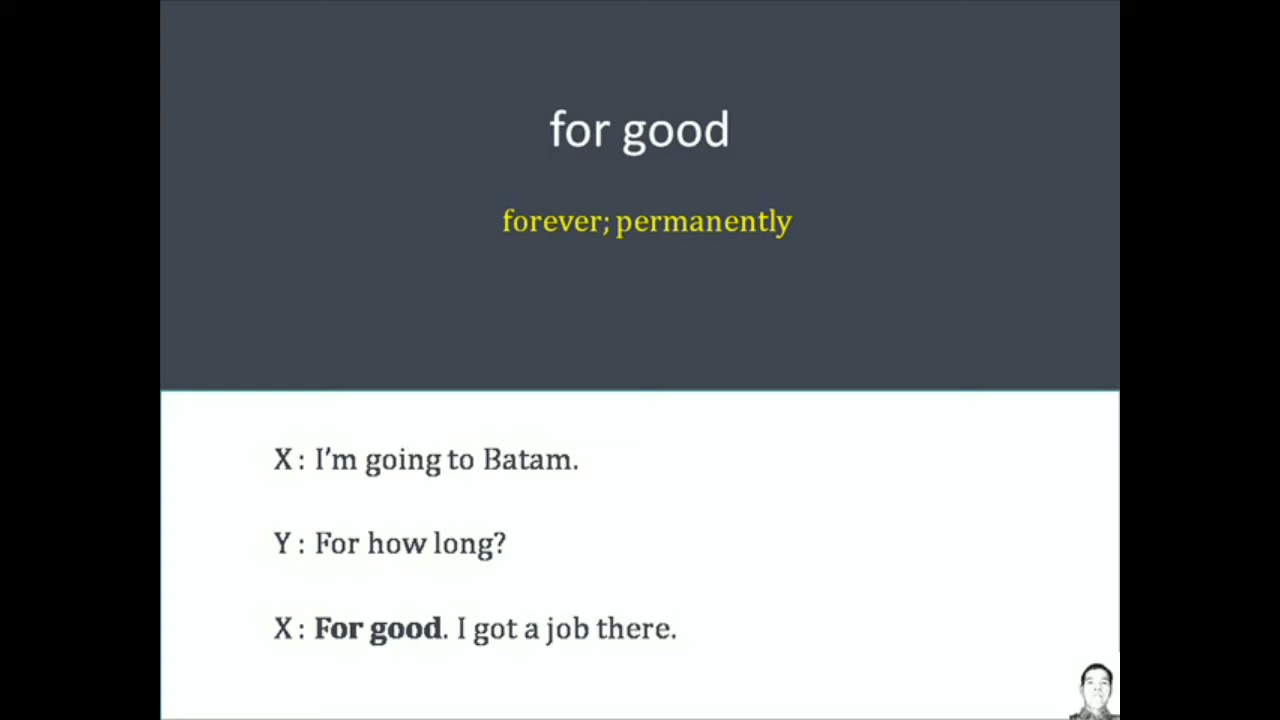 for good
forever; permanently
X : I’m going to Batam.
Y : For how long?
X : For good. I got a job there.